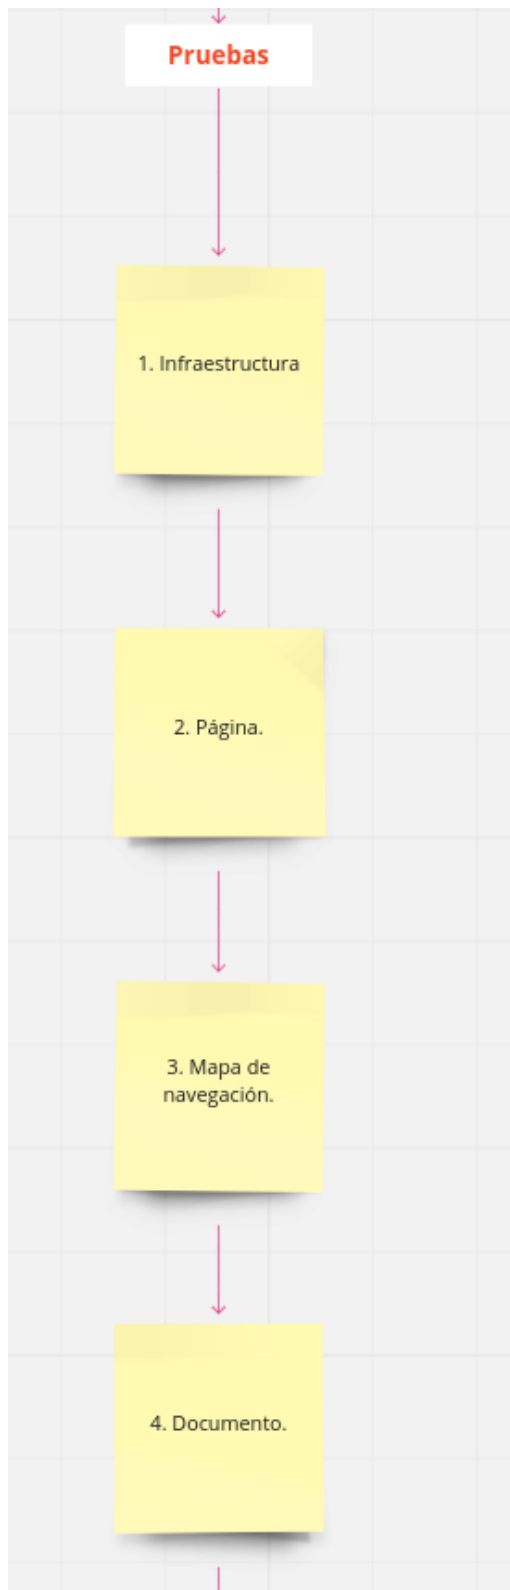 Pruebas
1. Infraestructura
2. Página.
3. Mapa de
navegación.
4. Documento.